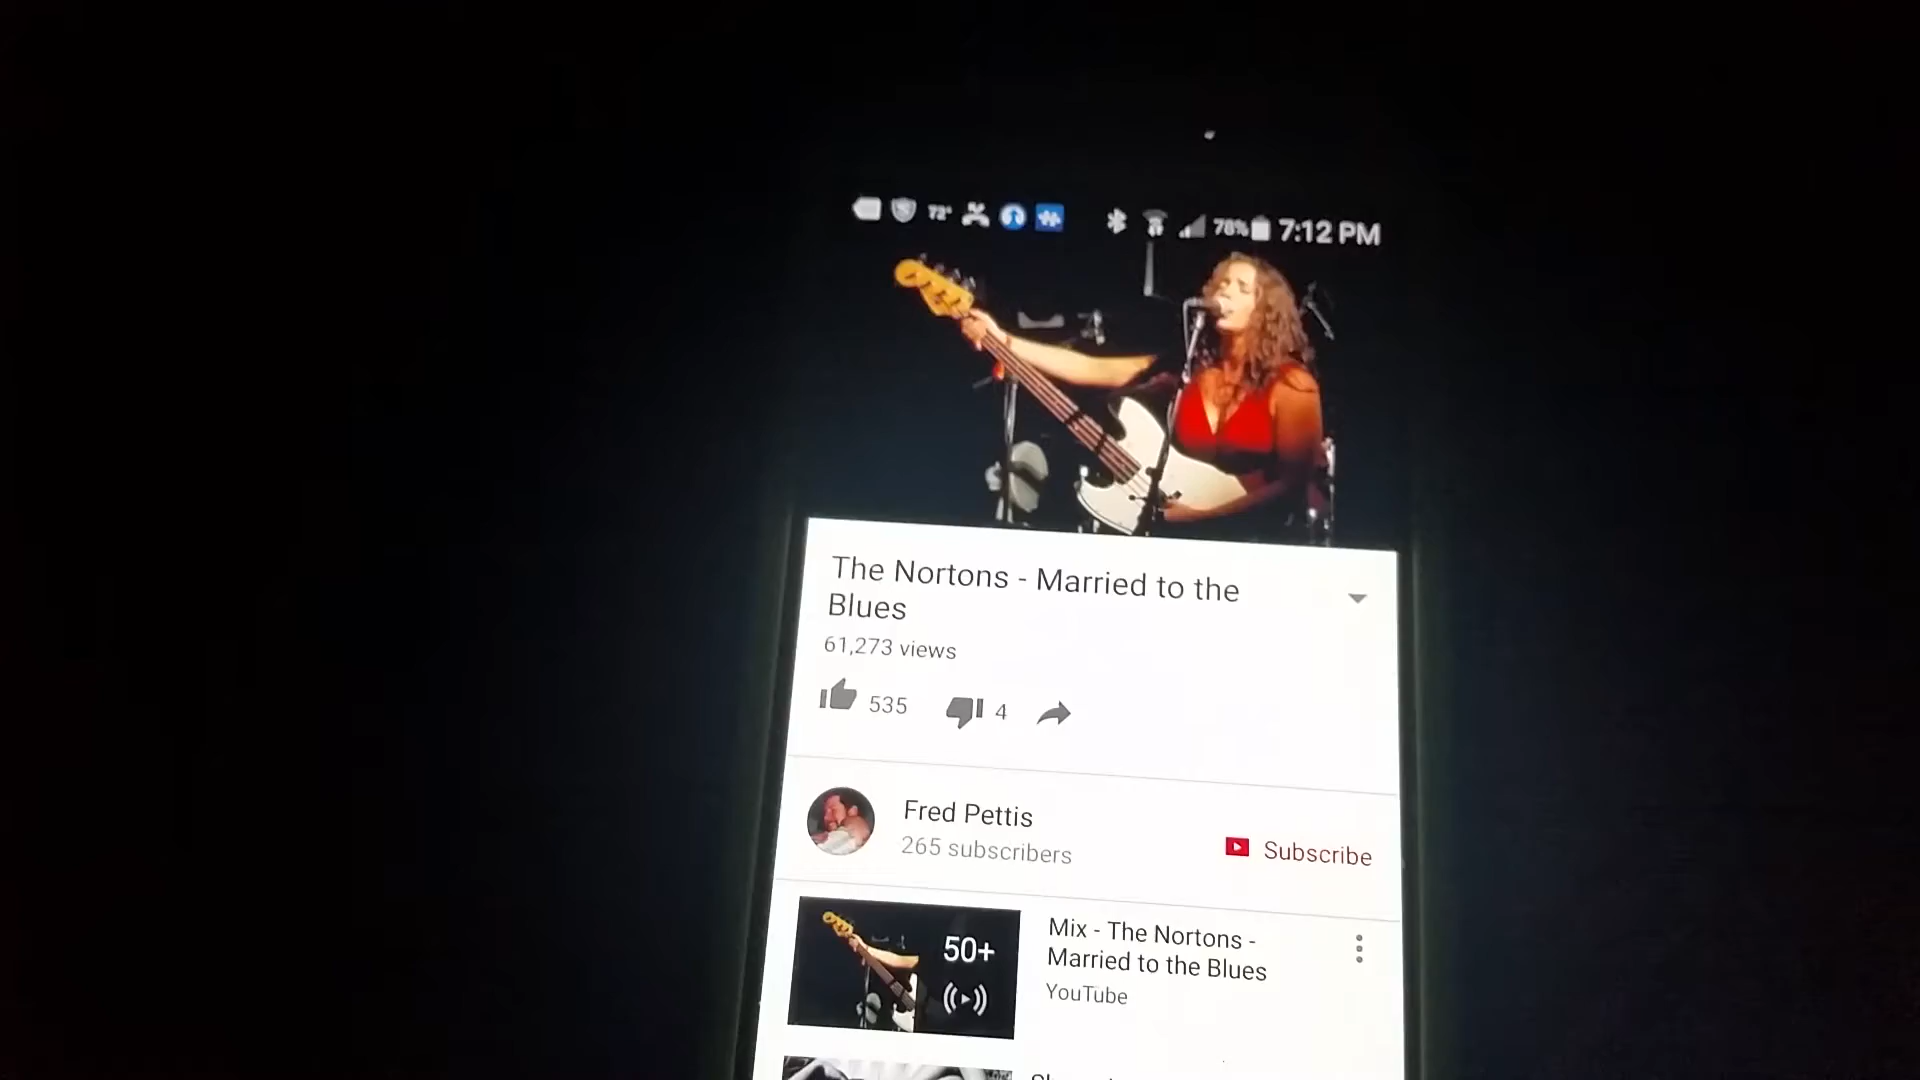 72° 78% 7:12 PM
The Nortons - Married to the
Blues
61,273 views
535 4
Fred Pettis
265 subscribers
Subscribe
50+
Mix - The Nortons -
Married to the Blues
YouTube